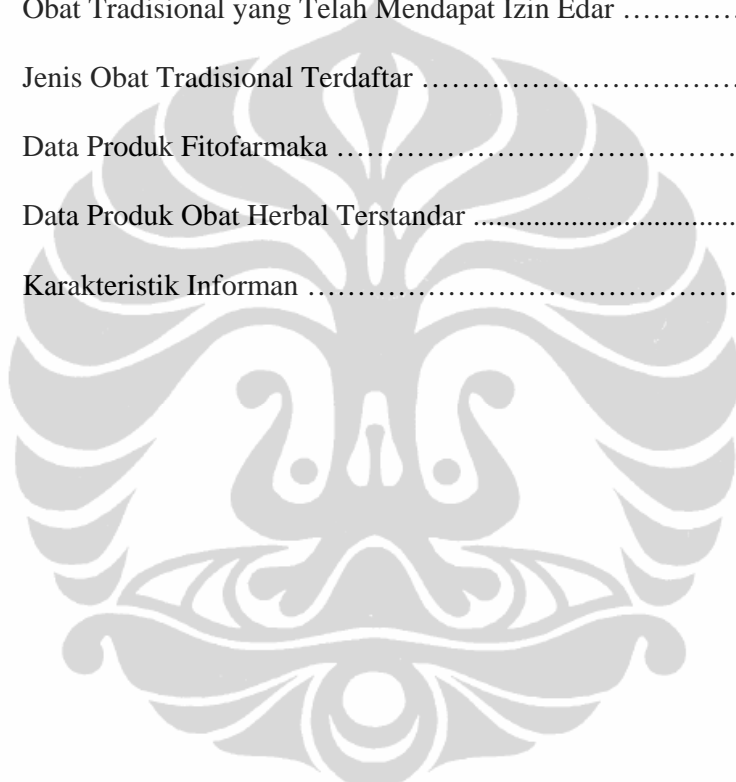 Obat Tradisional yang Telah Mendapat Izin Edar ………….
Jenis Obat Tradisional Terdaftar ……………………………
Data Produk Fitofarmaka ……………………………………
Data Produk Obat Herbal Terstandar ........................................
Karakteristik Informan ………………………………………